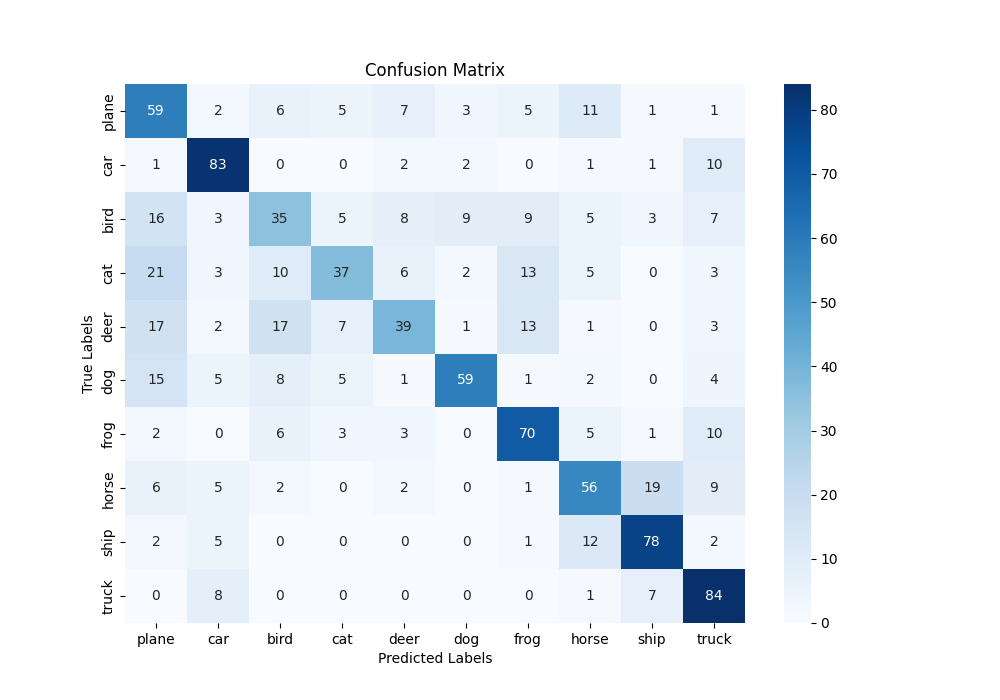 Confusion Matrix
True Labels
plane 59 2 6 5 7 3 5 11 1 1
car 1 83 0 0 2 2 0 1 1 10
bird 16 3 35 5 8 9 9 5 3 7
cat 21 3 10 37 6 2 13 5 0 3
deer 17 2 17 7 39 1 13 1 0 3
dog 15 5 8 5 1 59 1 2 0 4
frog 2 0 6 3 3 0 70 5 1 10
horse 6 5 2 0 2 0 1 56 19 9
ship 2 5 0 0 0 0 1 12 78 2
truck 0 8 0 0 0 0 0 1 7 84
plane car bird cat deer dog frog horse ship truck
Predicted Labels
80
70
60
50
40
30
20
10
0